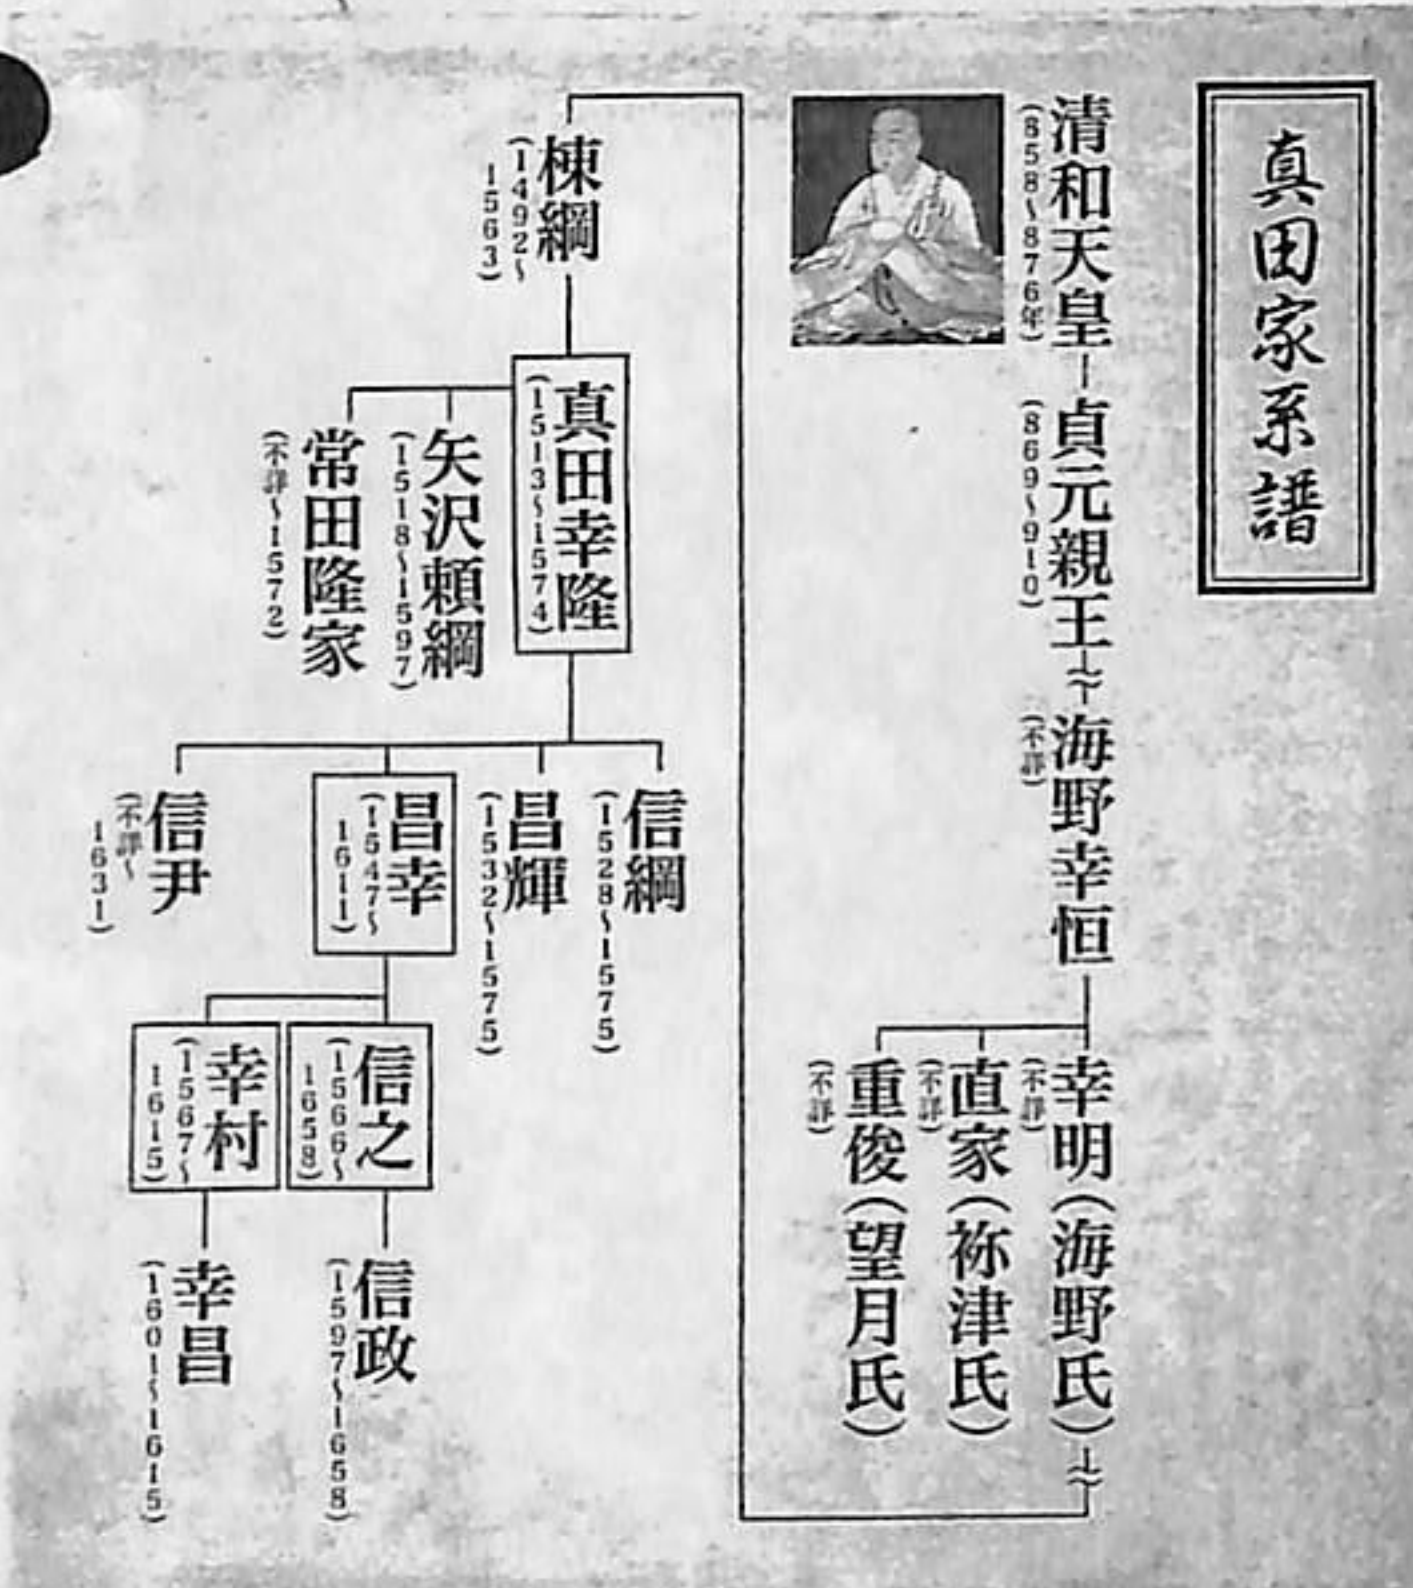 真田家系譜
清和天皇
(858~876年)
貞元親王
(869~910)
海野幸恒
(不詳)
幸明(海野氏)
(不詳)
直家(祢津氏)
(不詳)
重俊(望月氏)
(不詳)
棟綱
(1492~
1563)
真田幸隆
(1513~1574)
矢沢頼綱
(1518~1597)
常田隆家
(不詳~1572)
信綱
(1528~1575)
昌輝
(1532~1575)
昌幸
(1547~
1611)
信尹
(不詳~
1631)
信之
(1566~
1658)
幸村
(1567~
1615)
信政
(1597~1658)
幸昌
(1601~1615)